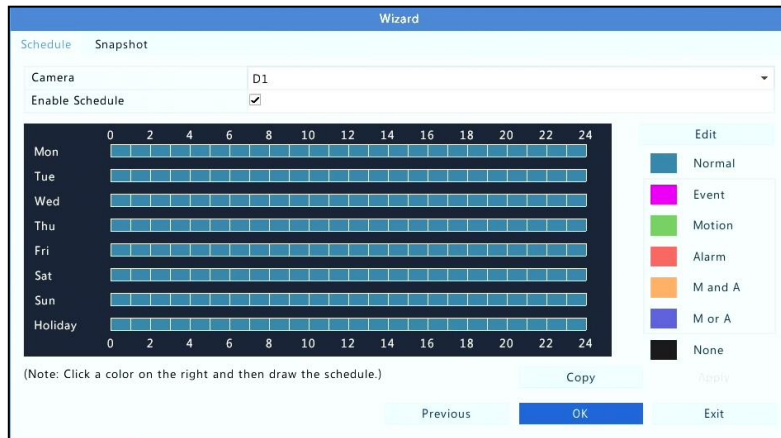 Wizard
Schedule Snapshot
Camera D1
Enable Schedule
0 2 4 6 8 10 12 14 16 18 20 22 24
Edit
Mon
Normal
Tue
Wed
Event
Thu
Motion
Fri
Alarm
Sat
M and A
Sun
Holiday
M or A
0 2 4 6 8 10 12 14 16 18 20 22 24
None
(Note: Click a color on the right and then draw the schedule.)
Copy Apply
Previous OK Exit